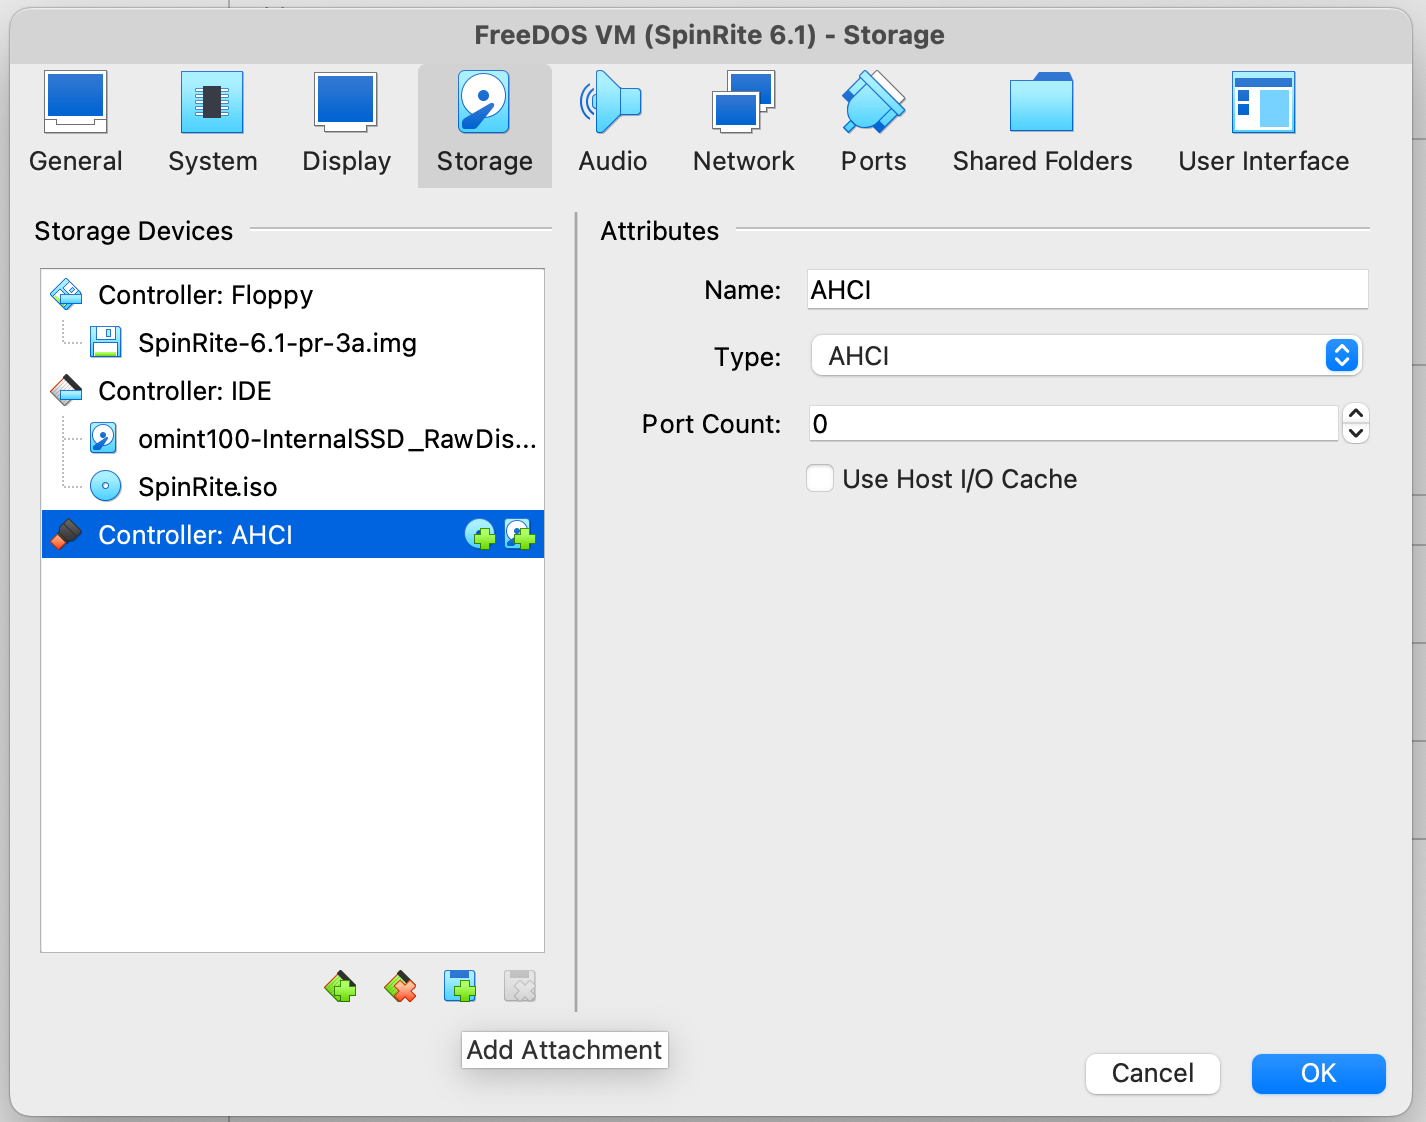 FreeDOS VM (SpinRite 6.1) - Storage
General
System
Display
Storage
Audio
Network
Ports
Shared Folders
User Interface
Storage Devices
Controller: Floppy
SpinRite-6.1-pr-3a.img
Controller: IDE
omint100-InternalSSD_RawDis...
SpinRite.iso
Controller: AHCI
Attributes
Name: AHCI
Type: AHCI
Port Count: 0
Use Host I/O Cache
Add Attachment
Cancel
OK